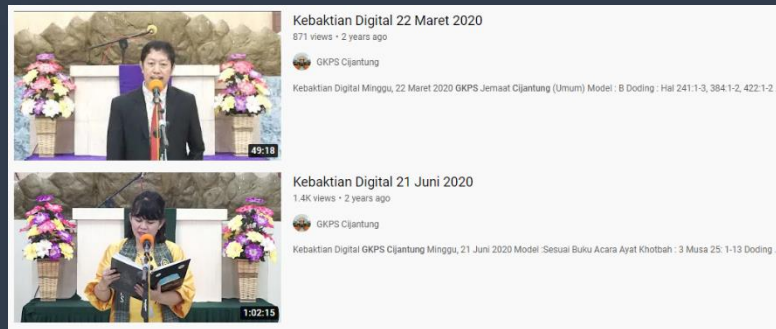 Kebaktian Digital 22 Maret 2020
871 views • 2 years ago
GKPS Cijantung
Kebaktian Digital Minggu, 22 Maret 2020 GKPS Jemaat Cijantung (Umum) Model : B Doding : Hal 241:1-3, 384:1-2, 422:1-2
49:18
Kebaktian Digital 21 Juni 2020
1.4K views • 2 years ago
GKPS Cijantung
Kebaktian Digital GKPS Cijantung Minggu, 21 Juni 2020 Model :Sesuai Buku Acara Ayat Khotbah : 3 Musa 25: 1-13 Doding ..
1:02:15